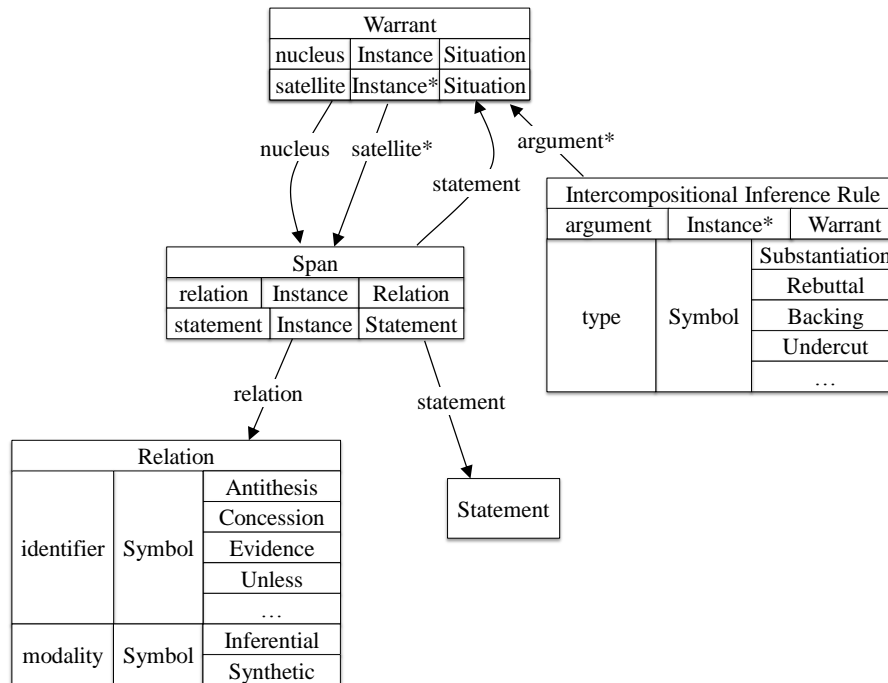 Warrant
nucleus Instance Situation
satellite Instance* Situation
nucleus
satellite*
statement
argument*
Intercompositional Inference Rule
argument Instance* Warrant
type Symbol
Substantiation
Rebuttal
Backing
Undercut
…
Span
relation Instance Relation
statement Instance Statement
relation
statement
Relation
identifier Symbol
Antithesis
Concession
Evidence
Unless
…
modality Symbol
Inferential
Synthetic
Statement